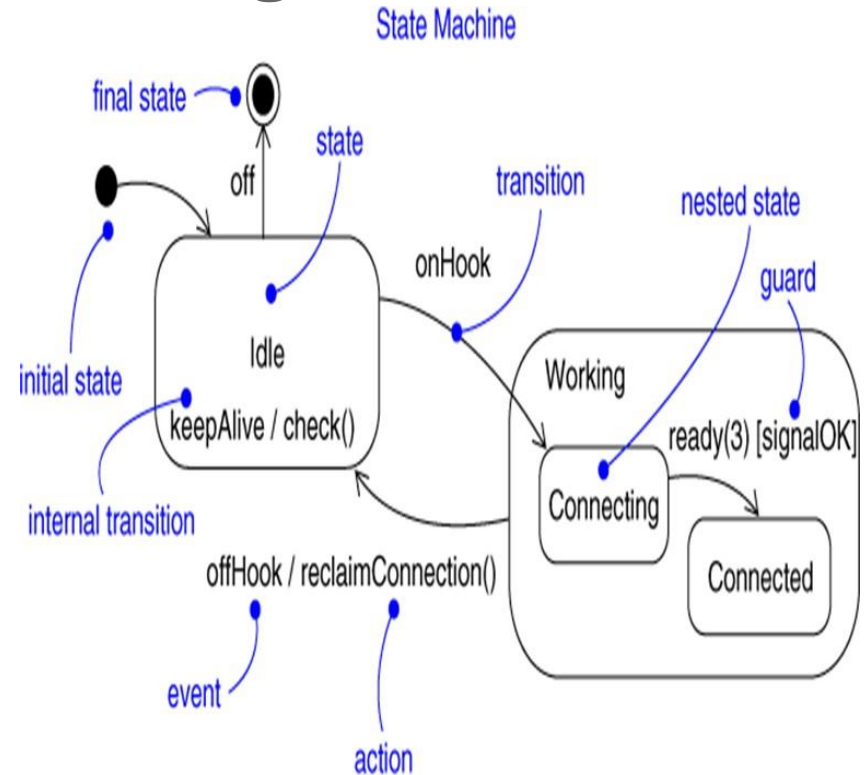 State Machine
final state
state
off
transition
nested state
onHook
guard
Idle
initial state
Working
keepAlive / check()
ready(3) [signalOK]
Connecting
internal transition
Connected
offHook / reclaimConnection()
event
action